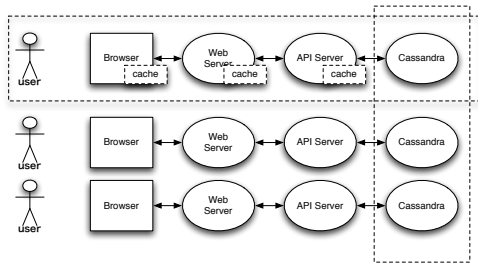 Browser
cache
Web
Server
cache
API Server
cache
Cassandra
user
Browser
Web
Server
API Server
Cassandra
user
Browser
Web
Server
API Server
Cassandra
user